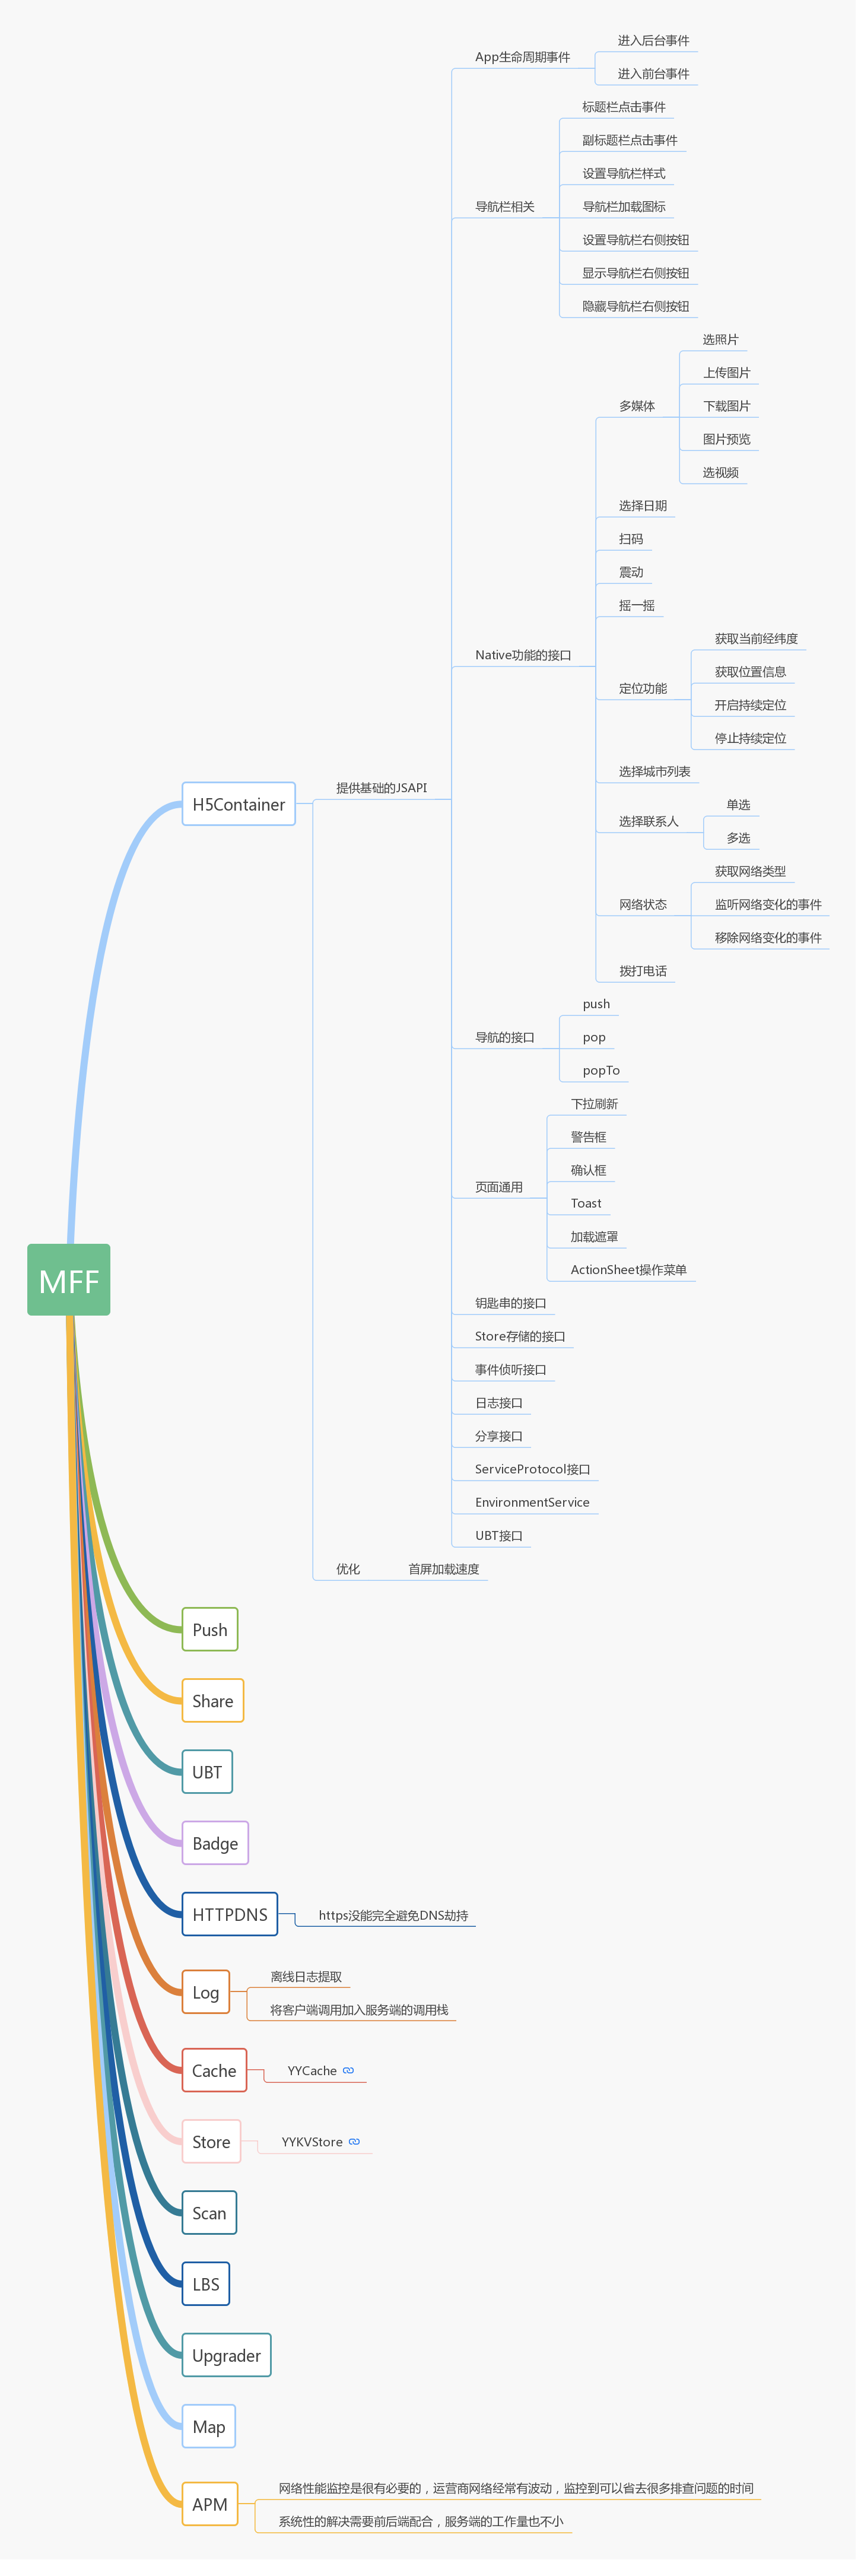 App生命周期事件
进入后台事件
进入前台事件
导航栏相关
标题栏点击事件
副标题栏点击事件
设置导航栏样式
导航栏加载图标
设置导航栏右侧按钮
显示导航栏右侧按钮
隐藏导航栏右侧按钮
Native功能的接口
多媒体
选照片
上传图片
下载图片
图片预览
选视频
选择日期
扫码
震动
摇一摇
定位功能
获取当前经纬度
获取位置信息
开启持续定位
停止持续定位
选择城市列表
选择联系人
单选
多选
网络状态
获取网络类型
监听网络变化的事件
移除网络变化的事件
拨打电话
H5Container
提供基础的JSAPI
导航的接口
push
pop
popTo
页面通用
下拉刷新
警告框
确认框
Toast
加载遮罩
ActionSheet操作菜单
MFF
钥匙串的接口
Store存储的接口
事件侦听接口
日志接口
分享接口
ServiceProtocol接口
EnvironmentService
UBT接口
优化
首屏加载速度
Push
Share
UBT
Badge
HTTPDNS
https没能完全避免DNS劫持
Log
离线日志提取
将客户端调用加入服务端的调用栈
Cache
YYCache
Store
YYKVStore
Scan
LBS
Upgrader
Map
APM
网络性能监控是很有必要的，运营商网络经常有波动，监控到可以省去很多排查问题的时间
系统性的解决需要前后端配合，服务端的工作量也不小